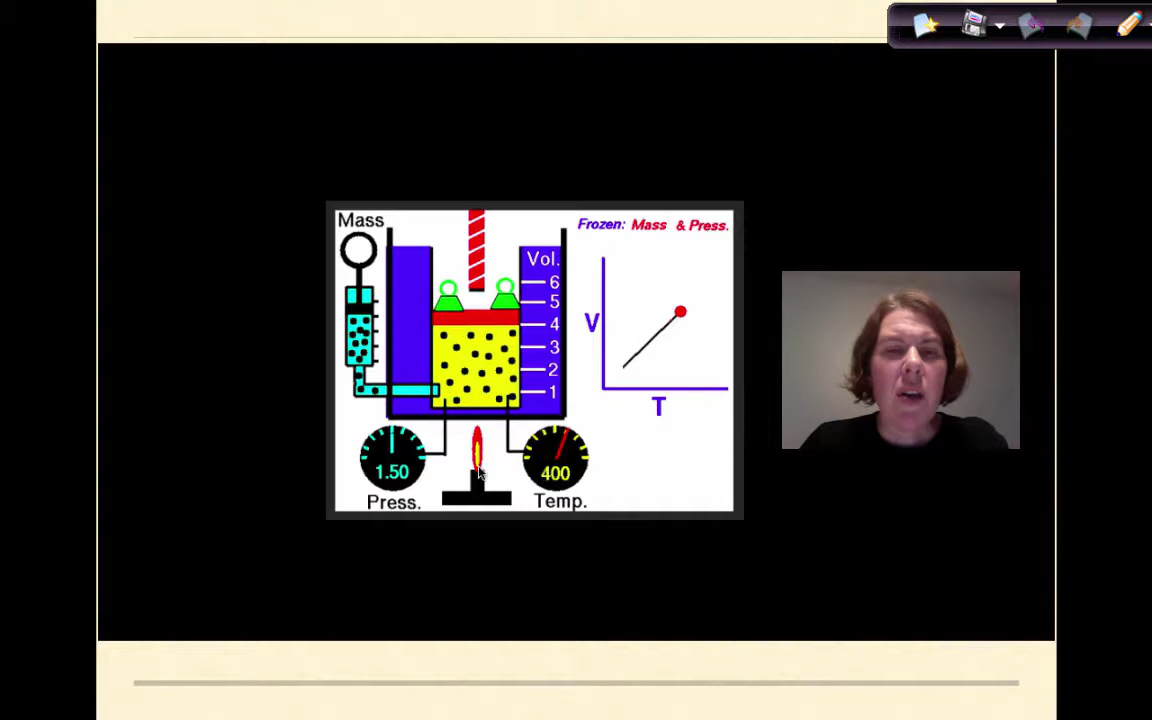 Mass
Frozen: Mass & Press.
Vol.
6
5
4
3
2
1
V
T
1.50
400
Press.
Temp.